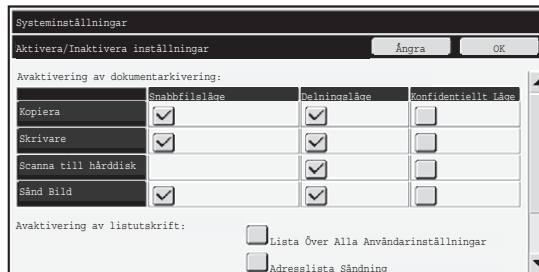 Systeminställningar
Aktivera/Inaktivera inställningar Ångra OK
Avaktivering av dokumentarkivering:
Snabbfilsläge Delningsläge Konfidentiellt Läge
Kopiera
Skrivare
Scanna till hårddisk
Sänd Bild
Avaktivering av listutskrift:
Lista Över Alla Användarinställningar
Adresslista Sändning